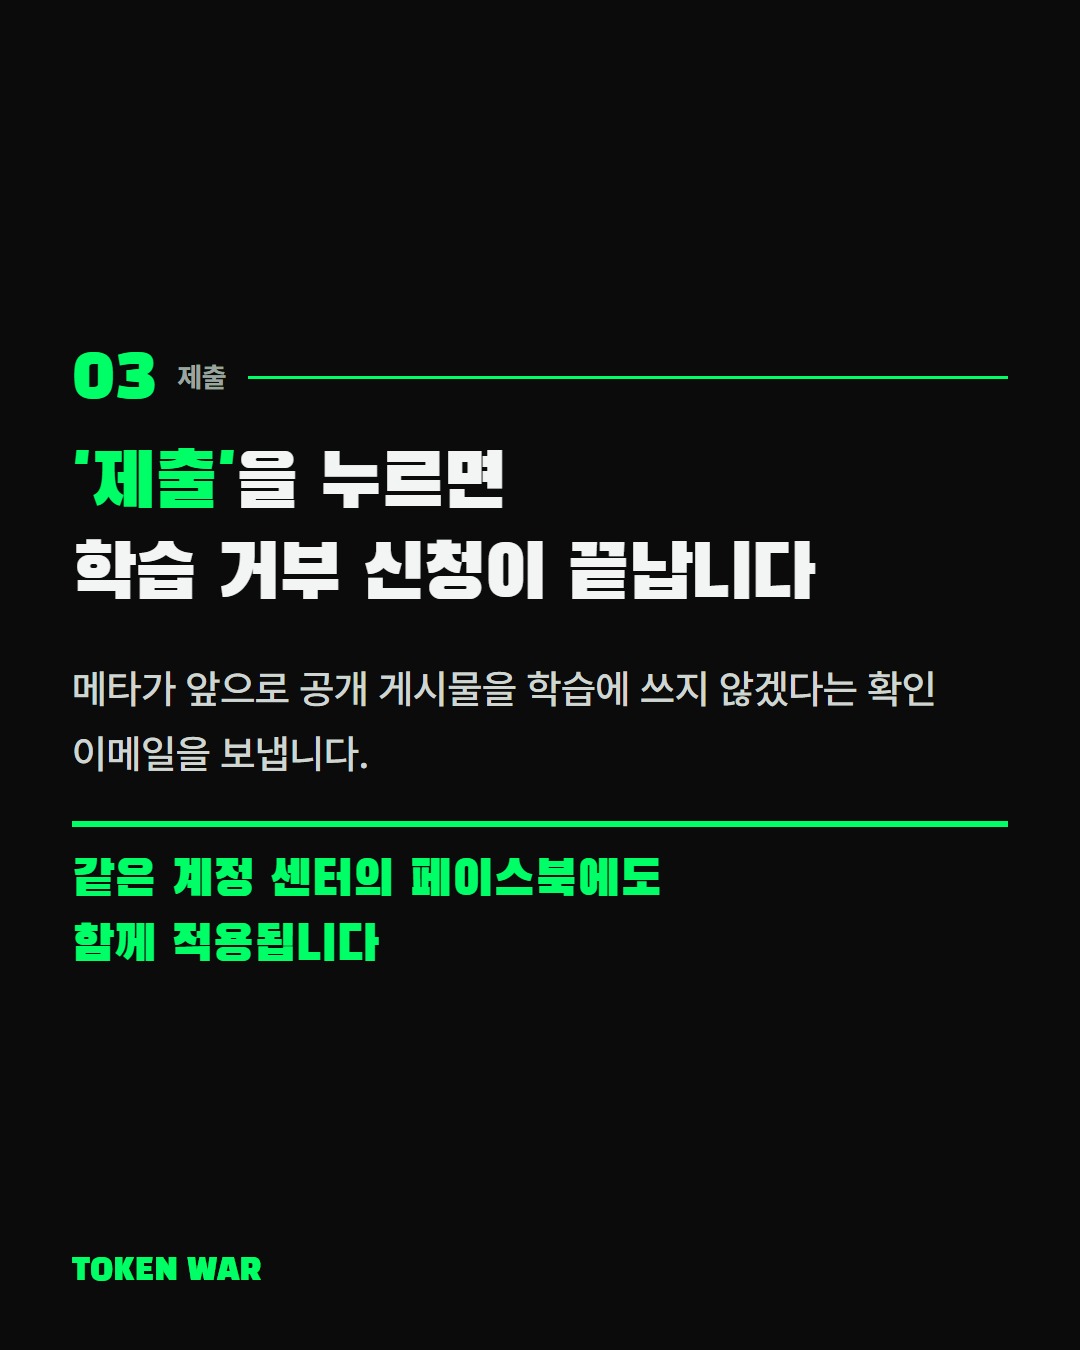 03 제출
'제출'을 누르면
학습 거부 신청이 끝납니다
메타가 앞으로 공개 게시물을 학습에 쓰지 않겠다는 확인
이메일을 보냅니다.
같은 계정 센터의 페이스북에도
함께 적용됩니다
TOKEN WAR